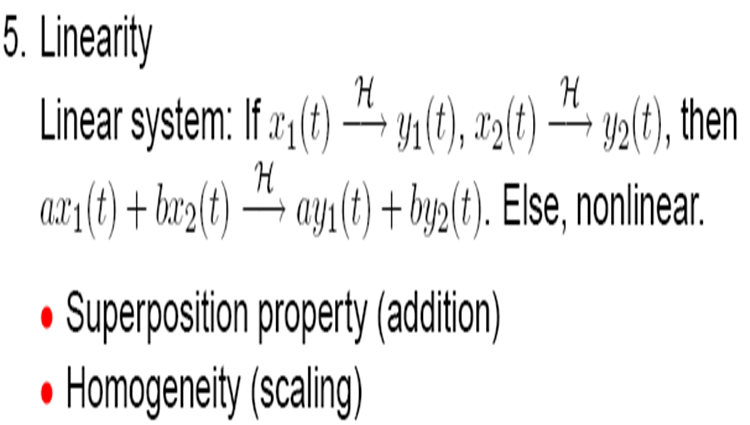 5. Linearity
Linear system: If x₁(t) —ℋ→ y₁(t), x₂(t) —ℋ→ y₂(t), then
ax₁(t) + bx₂(t) —ℋ→ ay₁(t) + by₂(t). Else, nonlinear.
• Superposition property (addition)
• Homogeneity (scaling)